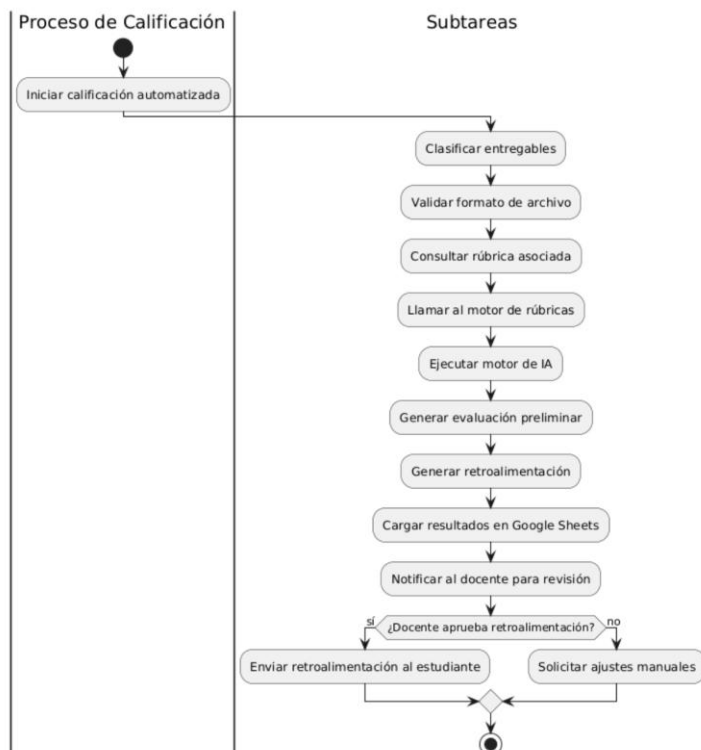 Proceso de Calificación
Subtareas
Iniciar calificación automatizada
Clasificar entregables
Validar formato de archivo
Consultar rúbrica asociada
Llamar al motor de rúbricas
Ejecutar motor de IA
Generar evaluación preliminar
Generar retroalimentación
Cargar resultados en Google Sheets
Notificar al docente para revisión
sí
¿Docente aprueba retroalimentación?
no
Enviar retroalimentación al estudiante
Solicitar ajustes manuales